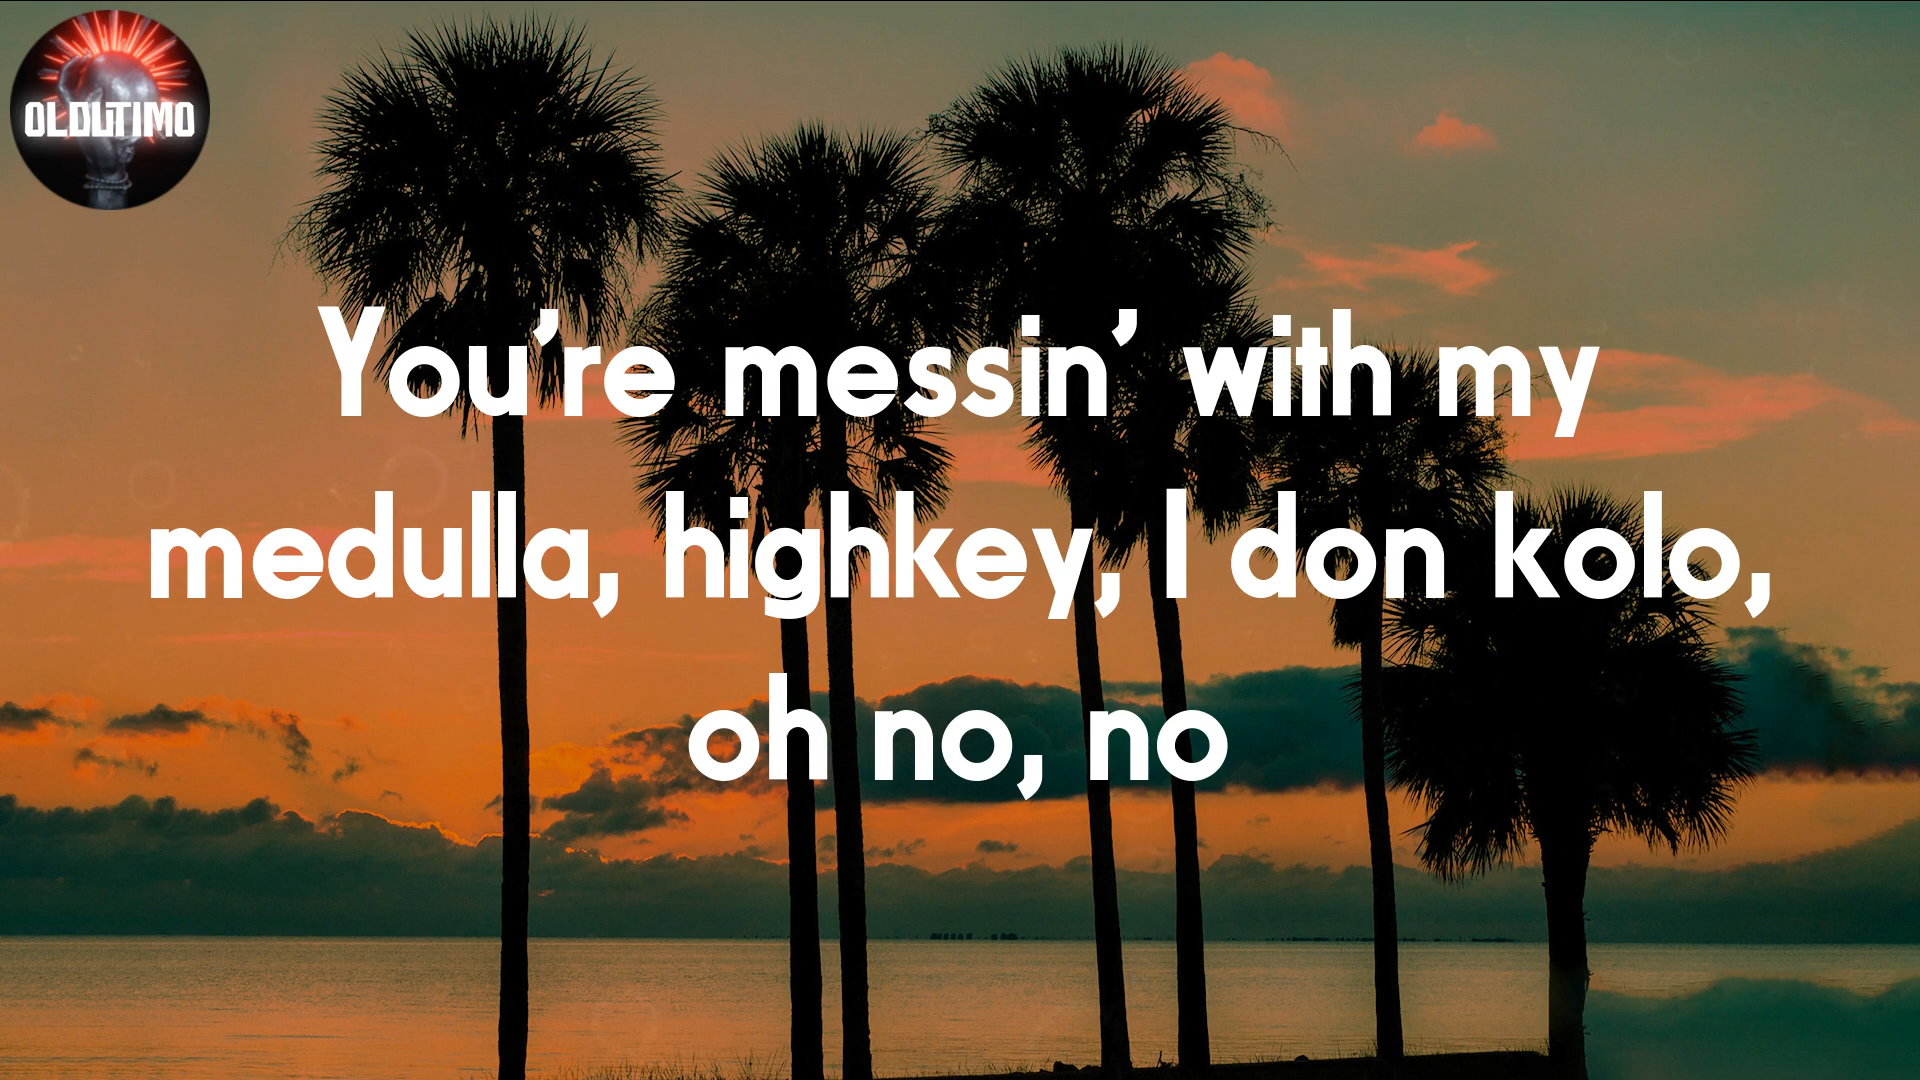 OLDUTIMO
You're messin' with my
medulla, highkey, I don kolo,
oh no, no